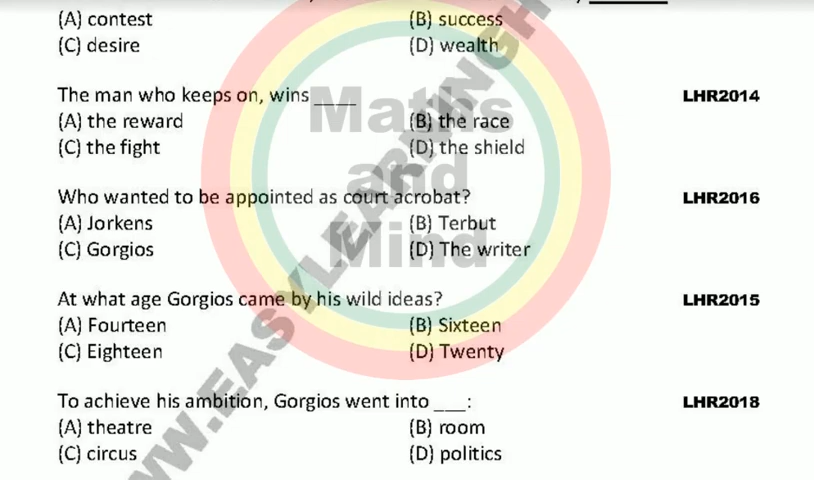 (A) contest (B) success
(C) desire (D) wealth
The man who keeps on, wins ____ LHR2014
(A) the reward (B) the race
(C) the fight (D) the shield
Who wanted to be appointed as court acrobat? LHR2016
(A) Jorkens (B) Terbut
(C) Gorgios (D) The writer
At what age Gorgios came by his wild ideas? LHR2015
(A) Fourteen (B) Sixteen
(C) Eighteen (D) Twenty
To achieve his ambition, Gorgios went into ___: LHR2018
(A) theatre (B) room
(C) circus (D) politics
Maths
and
Mind
WW.EASYLEARNINGH